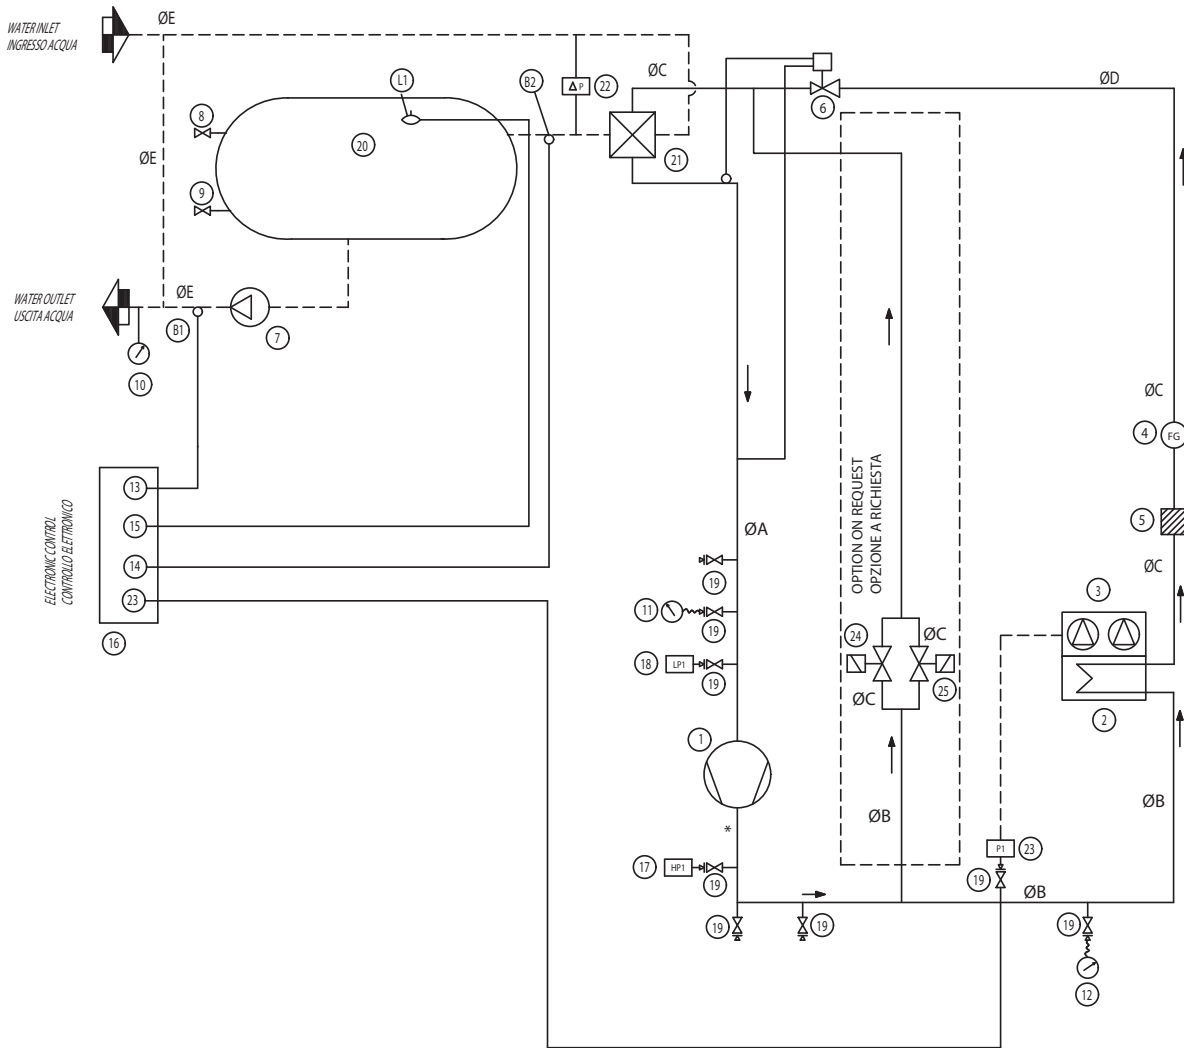 WATER INLET
INGRESSO ACQUA
ØE
L1
B2
22
Δ P
ØC
6
ØD
8
20
21
ØE
9
WATER OUTLET
USCITA ACQUA
ØE
B1
7
10
ØC
4
FG
OPTION ON REQUEST
OPZIONE A RICHIESTA
5
ELECTRONIC CONTROL
CONTROLLO ELETTRONICO
13
15
14
23
16
ØA
19
11
19
18
LP1
19
ØC
3
24
ØC
ØC
25
2
1
*
ØB
ØB
17
HP1
19
P1
23
19
ØB
19
19
19
12